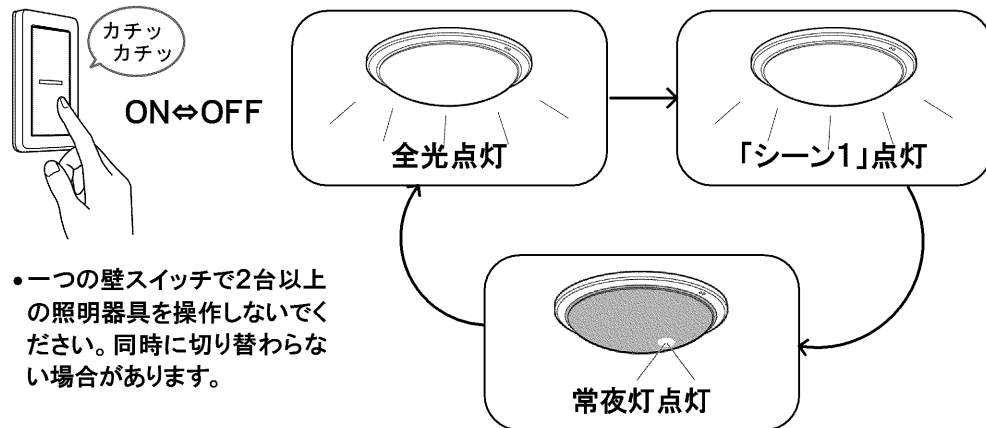 カチッ
カチッ
ON⇔OFF
全光点灯
「シーン1」点灯
常夜灯点灯
•一つの壁スイッチで2台以上
の照明器具を操作しないでく
ださい。同時に切り替わらな
い場合があります。